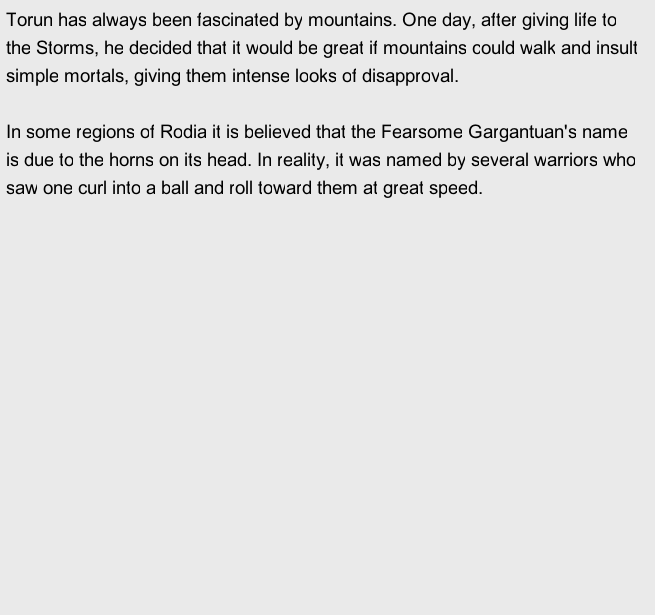 Torun has always been fascinated by mountains. One day, after giving life to
the Storms, he decided that it would be great if mountains could walk and insult
simple mortals, giving them intense looks of disapproval.
In some regions of Rodia it is believed that the Fearsome Gargantuan's name
is due to the horns on its head. In reality, it was named by several warriors who
saw one curl into a ball and roll toward them at great speed.